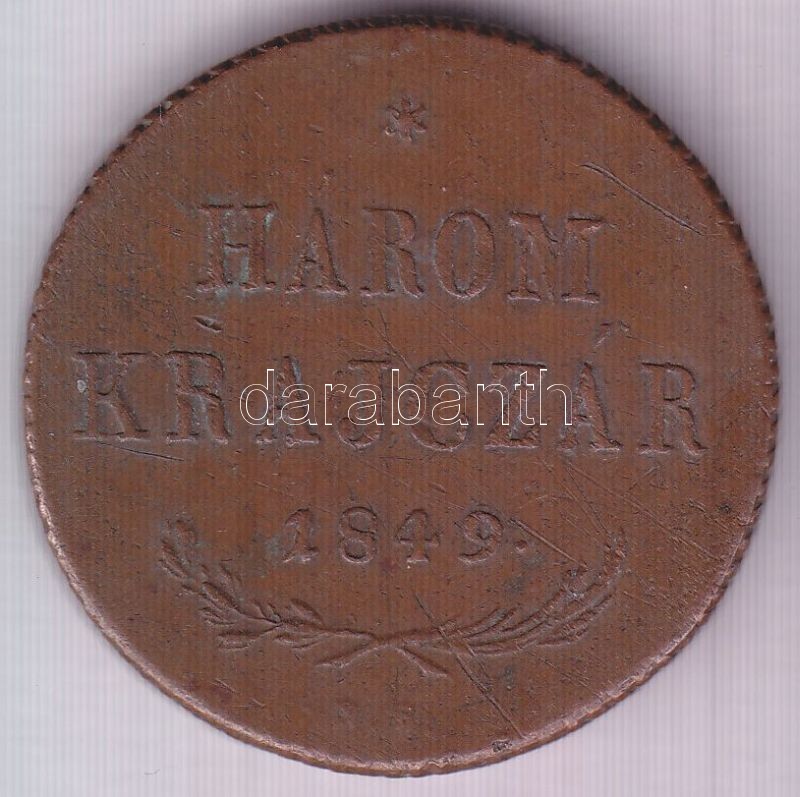 *
HÁROM
KRAJCZÁR
darabanth
1849.